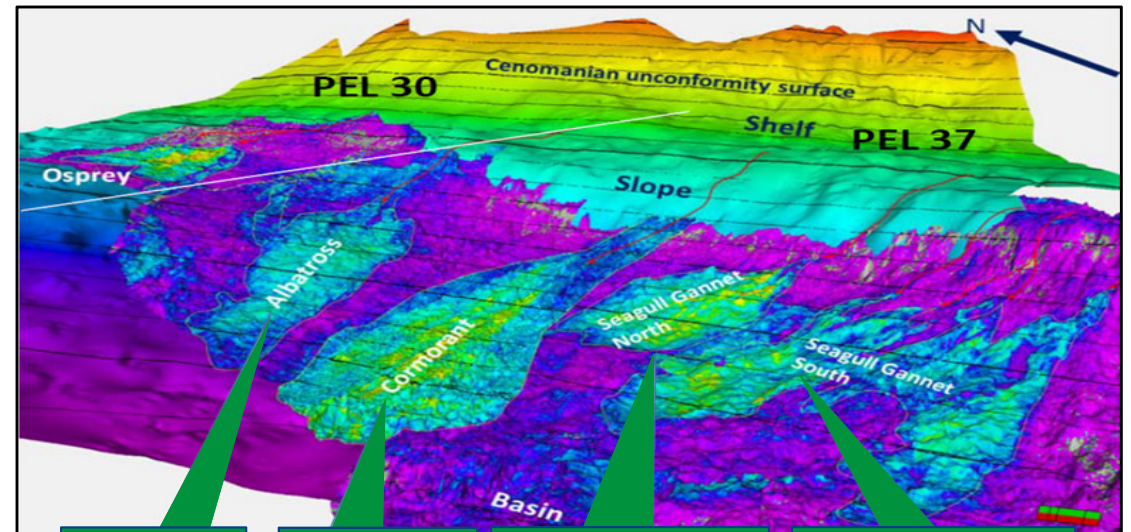 N
Cenomanian unconformity surface
PEL 30
Shelf
PEL 37
Osprey
Slope
Albatross
Cormorant
Seagull Gannet
North
Seagull Gannet
South
Basin